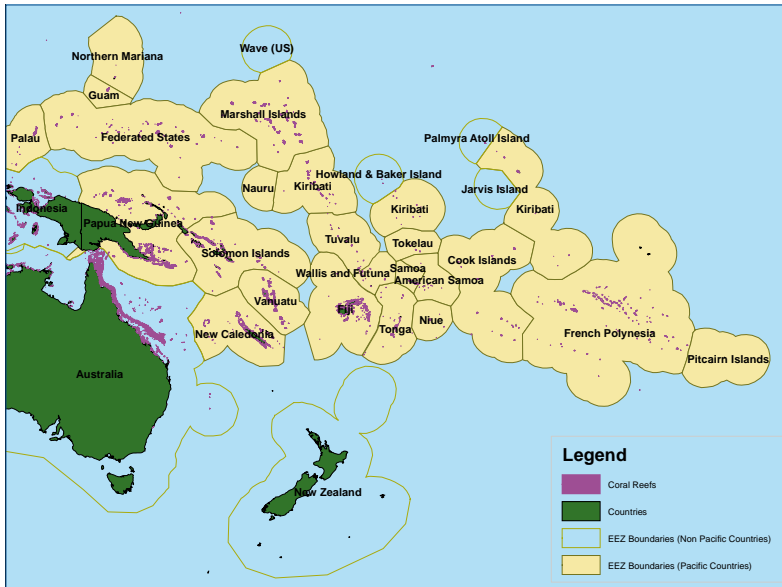 Northern Mariana
Wave (US)
Guam
Marshall Islands
Palau
Federated States
Palmyra Atoll Island
Howland & Baker Island
Nauru
Kiribati
Jarvis Island
Indonesia
Papua New Guinea
Kiribati
Kiribati
Tuvalu
Tokelau
Solomon Islands
Cook Islands
Wallis and Futuna
Samoa
American Samoa
Vanuatu
Fiji
New Caledonia
Tonga
Niue
French Polynesia
Pitcairn Islands
Australia
New Zealand
Legend
Coral Reefs
Countries
EEZ Boundaries (Non Pacific Countries)
EEZ Boundaries (Pacific Countries)